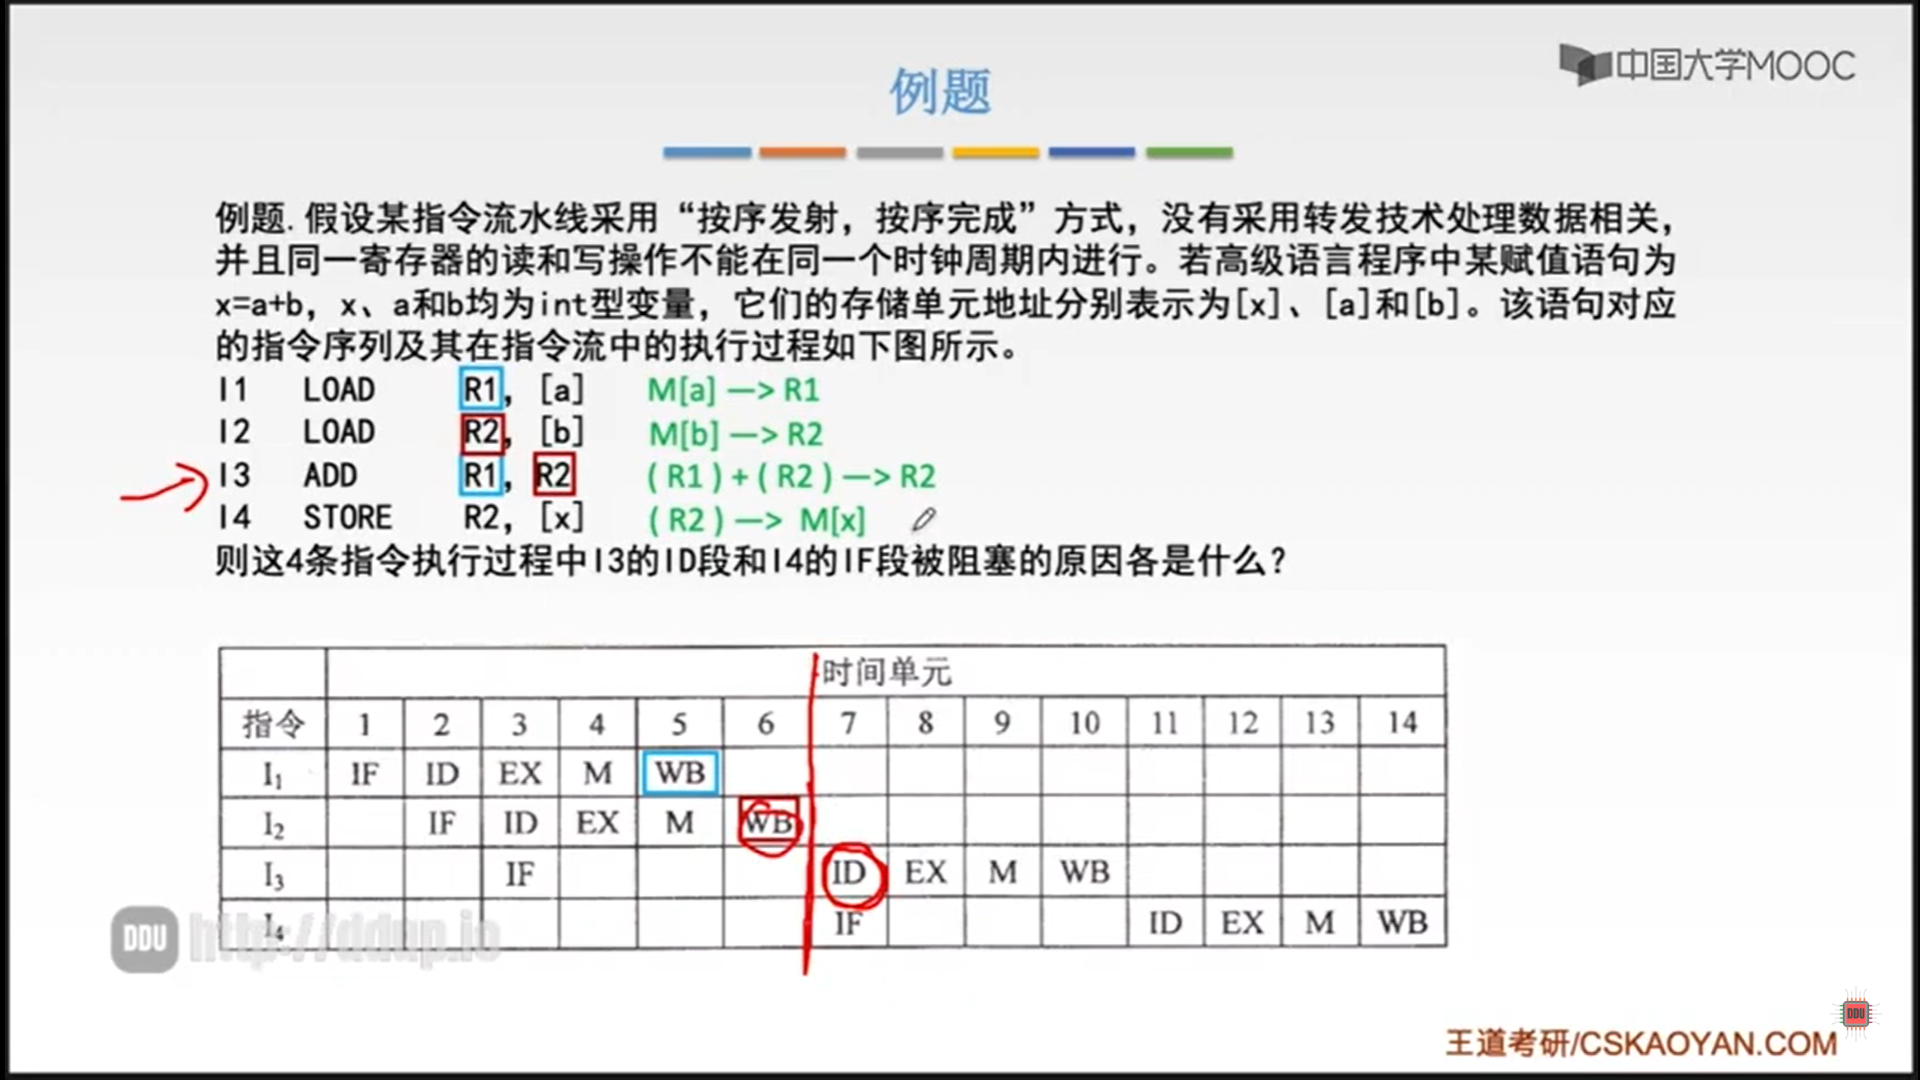 中国大学MOOC
例题
例题.假设某指令流水线采用“按序发射，按序完成”方式，没有采用转发技术处理数据相关，
并且同一寄存器的读和写操作不能在同一个时钟周期内进行。若高级语言程序中某赋值语句为
x=a+b，x、a和b均为int型变量，它们的存储单元地址分别表示为[x]、[a]和[b]。该语句对应
的指令序列及其在指令流中的执行过程如下图所示。
I1 LOAD R1, [a] M[a] —> R1
I2 LOAD R2, [b] M[b] —> R2
I3 ADD R1, R2 ( R1 ) + ( R2 ) —> R2
I4 STORE R2, [x] ( R2 ) —> M[x]
则这4条指令执行过程中I3的ID段和I4的IF段被阻塞的原因各是什么？
时间单元
指令 1 2 3 4 5 6 7 8 9 10 11 12 13 14
I₁ IF ID EX M WB
I₂ IF ID EX M WB
I₃ IF ID EX M WB
I₄ IF ID EX M WB
DDU http://ddup.io
DDU
王道考研/CSKAOYAN.COM